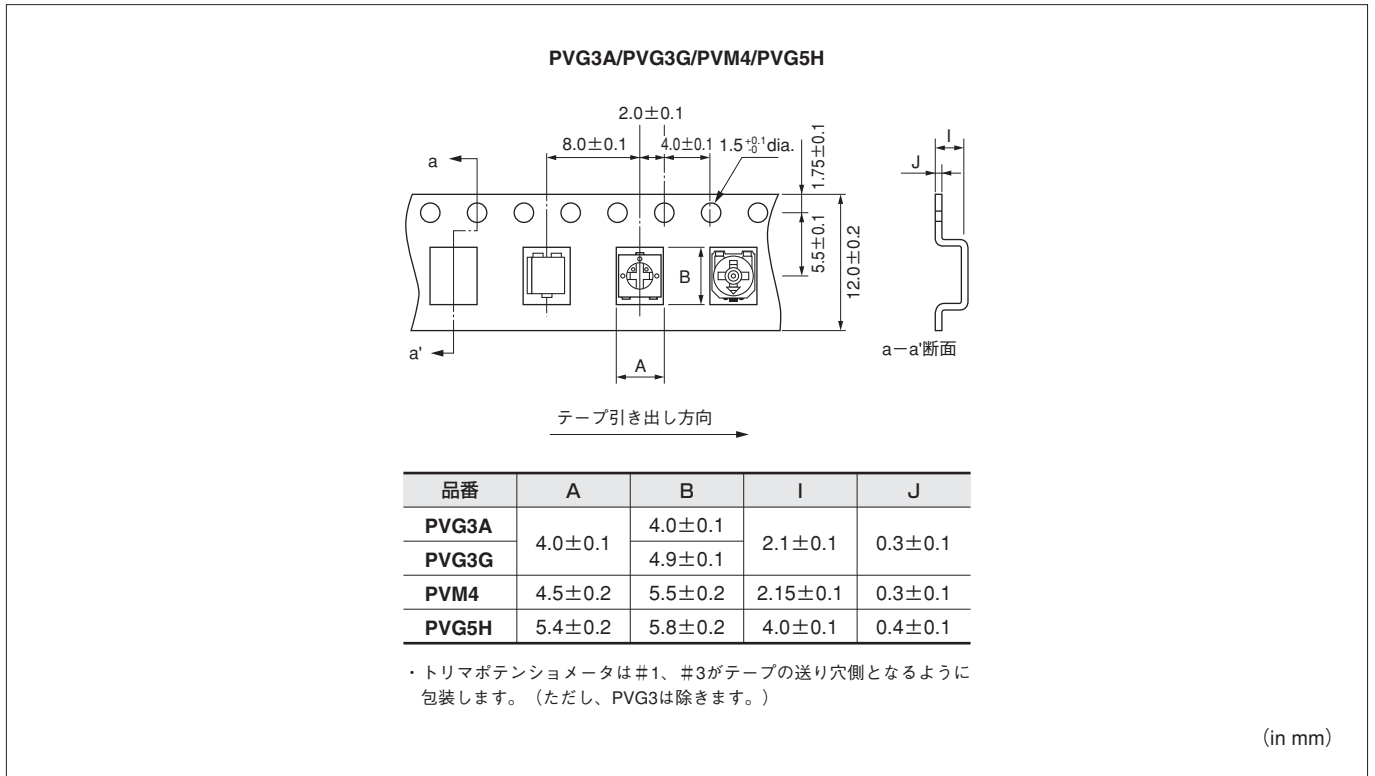 PVG3A/PVG3G/PVM4/PVG5H
2.0±0.1
8.0±0.1
4.0±0.1
1.5 +0.1 -0 dia.
1.75±0.1
5.5±0.1
12.0±0.2
I
J
a
a'
B
A
a－a'断面
テープ引き出し方向
品番 A B I J
PVG3A 4.0±0.1 4.0±0.1 2.1±0.1 0.3±0.1
PVG3G 4.9±0.1
PVM4 4.5±0.2 5.5±0.2 2.15±0.1 0.3±0.1
PVG5H 5.4±0.2 5.8±0.2 4.0±0.1 0.4±0.1
・トリマポテンショメータは＃1、＃3がテープの送り穴側となるように
包装します。（ただし、PVG3は除きます。）
（in mm）